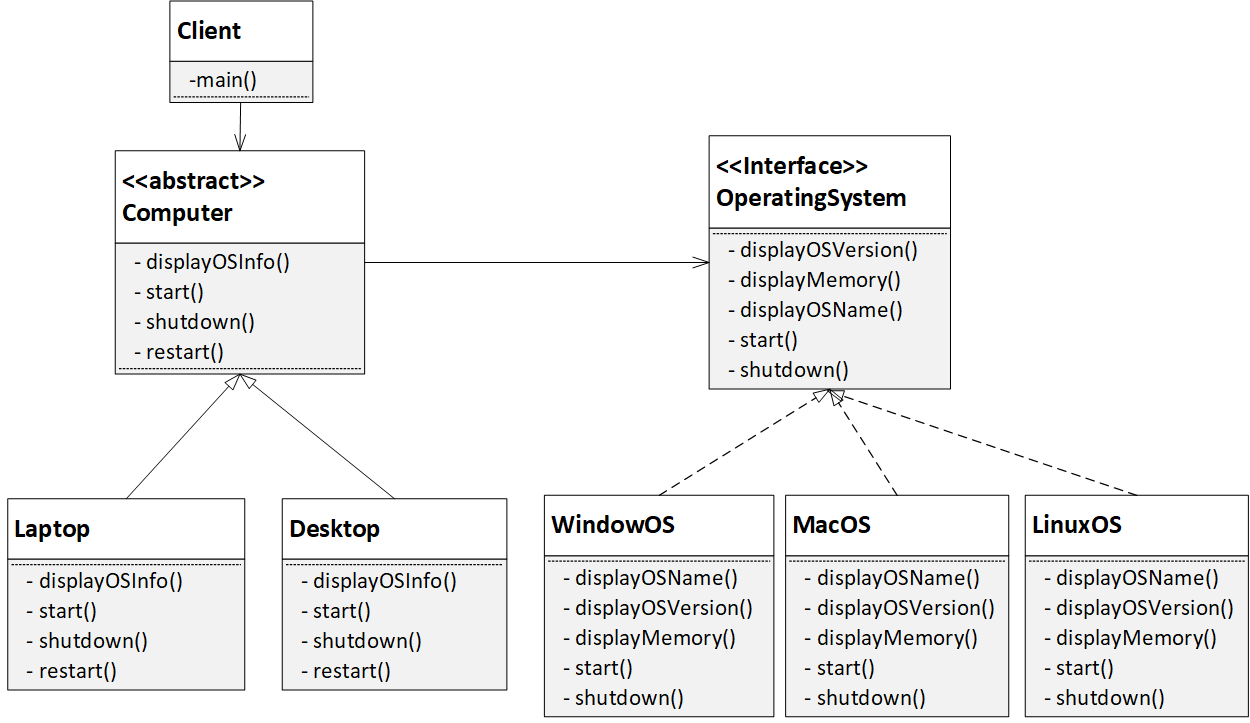 Client
-main()
<<abstract>>
Computer
- displayOSInfo()
- start()
- shutdown()
- restart()
<<Interface>>
OperatingSystem
- displayOSVersion()
- displayMemory()
- displayOSName()
- start()
- shutdown()
Laptop
- displayOSInfo()
- start()
- shutdown()
- restart()
Desktop
- displayOSInfo()
- start()
- shutdown()
- restart()
WindowOS
- displayOSName()
- displayOSVersion()
- displayMemory()
- start()
- shutdown()
MacOS
- displayOSName()
- displayOSVersion()
- displayMemory()
- start()
- shutdown()
LinuxOS
- displayOSName()
- displayOSVersion()
- displayMemory()
- start()
- shutdown()